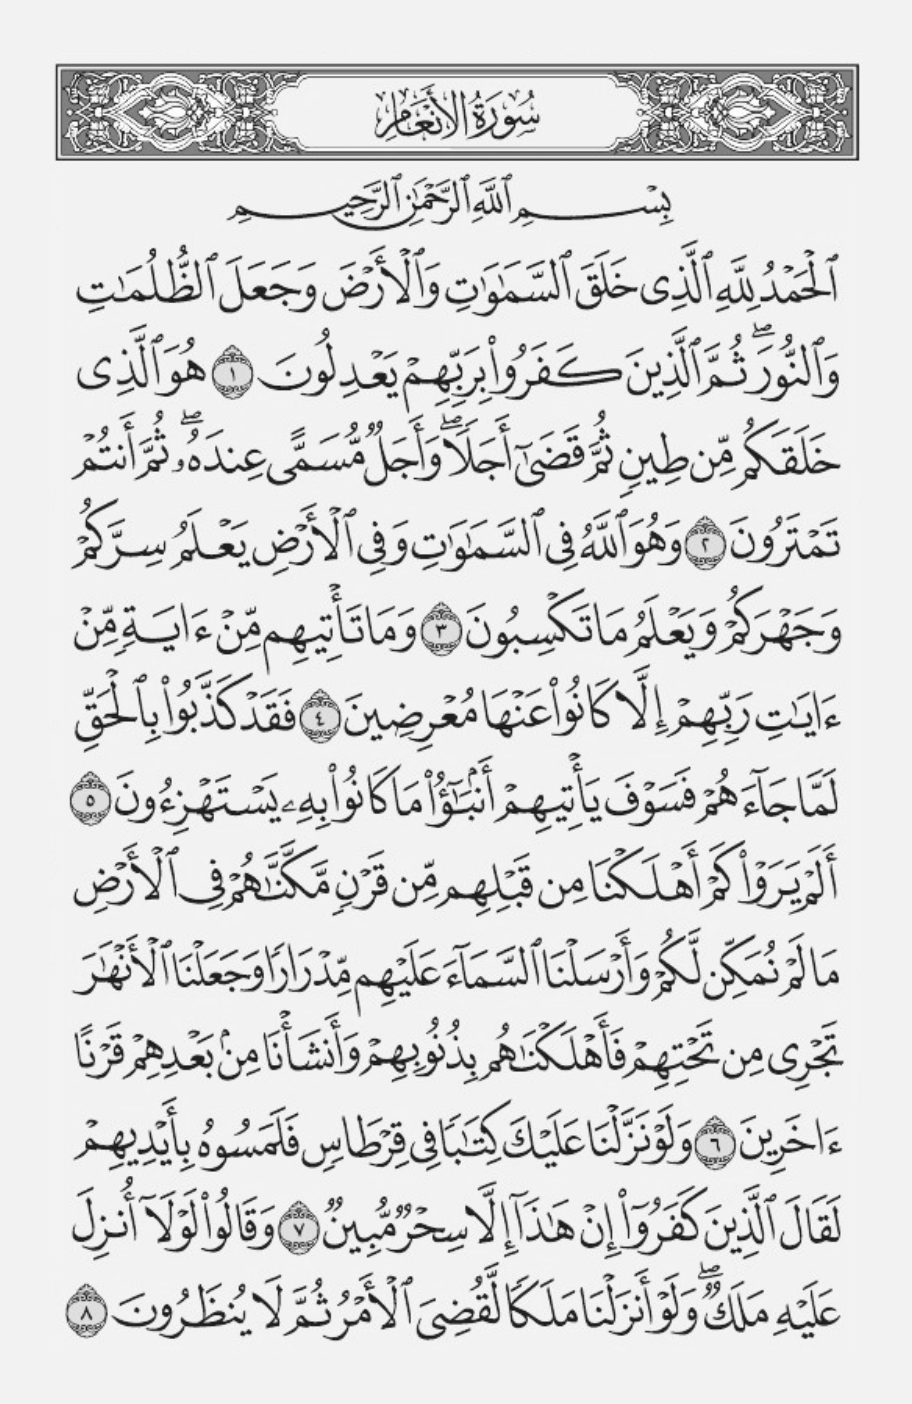 سُورَةُ الْأَنْعَامِ
بِسْمِ ٱللَّهِ ٱلرَّحْمَٰنِ ٱلرَّحِيمِ
ٱلْحَمْدُ لِلَّهِ ٱلَّذِى خَلَقَ ٱلسَّمَٰوَٰتِ وَٱلْأَرْضَ وَجَعَلَ ٱلظُّلُمَٰتِ
وَٱلنُّورَ ۖ ثُمَّ ٱلَّذِينَ كَفَرُوا۟ بِرَبِّهِمْ يَعْدِلُونَ ١ هُوَ ٱلَّذِى
خَلَقَكُم مِّن طِينٍ ثُمَّ قَضَىٰٓ أَجَلًا ۖ وَأَجَلٌ مُّسَمًّى عِندَهُۥ ۖ ثُمَّ أَنتُمْ
تَمْتَرُونَ ٢ وَهُوَ ٱللَّهُ فِى ٱلسَّمَٰوَٰتِ وَفِى ٱلْأَرْضِ يَعْلَمُ سِرَّكُمْ
وَجَهْرَكُمْ وَيَعْلَمُ مَا تَكْسِبُونَ ٣ وَمَا تَأْتِيهِم مِّنْ ءَايَةٍ مِّنْ
ءَايَٰتِ رَبِّهِمْ إِلَّا كَانُوا۟ عَنْهَا مُعْرِضِينَ ٤ فَقَدْ كَذَّبُوا۟ بِٱلْحَقِّ
لَمَّا جَآءَهُمْ فَسَوْفَ يَأْتِيهِمْ أَنۢبَٰٓؤُا۟ مَا كَانُوا۟ بِهِۦ يَسْتَهْزِءُونَ ٥
أَلَمْ يَرَوْا۟ كَمْ أَهْلَكْنَا مِن قَبْلِهِم مِّن قَرْنٍ مَّكَّنَّٰهُمْ فِى ٱلْأَرْضِ
مَا لَمْ نُمَكِّن لَّكُمْ وَأَرْسَلْنَا ٱلسَّمَآءَ عَلَيْهِم مِّدْرَارًا وَجَعَلْنَا ٱلْأَنْهَٰرَ
تَجْرِى مِن تَحْتِهِمْ فَأَهْلَكْنَٰهُم بِذُنُوبِهِمْ وَأَنشَأْنَا مِنۢ بَعْدِهِمْ قَرْنًا
ءَاخَرِينَ ٦ وَلَوْ نَزَّلْنَا عَلَيْكَ كِتَٰبًا فِى قِرْطَاسٍ فَلَمَسُوهُ بِأَيْدِيهِمْ
لَقَالَ ٱلَّذِينَ كَفَرُوٓا۟ إِنْ هَٰذَآ إِلَّا سِحْرٌ مُّبِينٌ ٧ وَقَالُوا۟ لَوْلَآ أُنزِلَ
عَلَيْهِ مَلَكٌ ۖ وَلَوْ أَنزَلْنَا مَلَكًا لَّقُضِىَ ٱلْأَمْرُ ثُمَّ لَا يُنظَرُونَ ٨